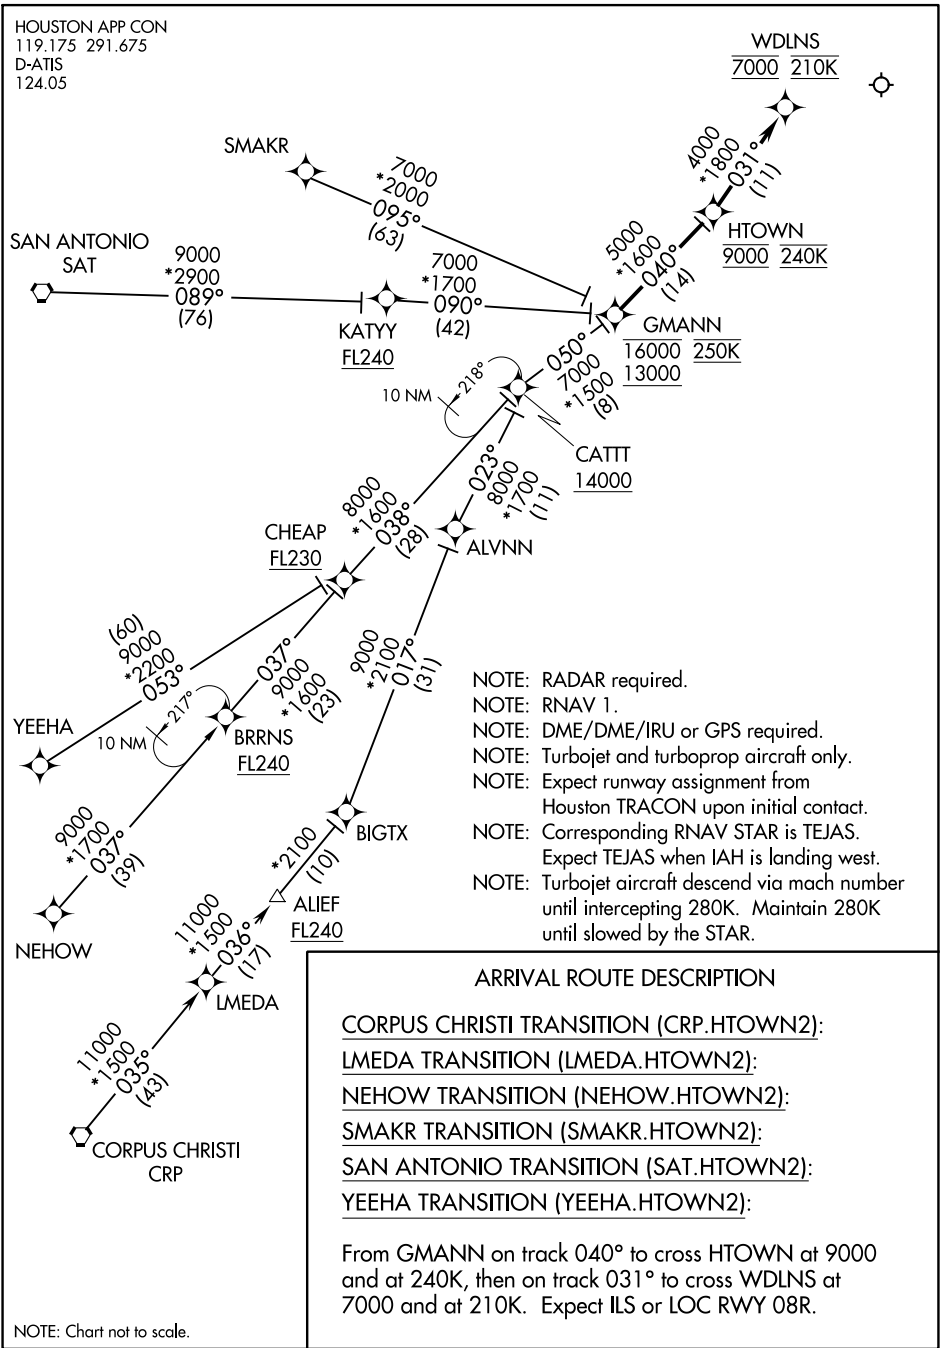 HOUSTON APP CON
119.175 291.675
D-ATIS
124.05
WDLNS
7000 210K
SMAKR
7000
*2000
095°
(63)
4000
*1800
031°
(11)
SAN ANTONIO
SAT
9000
*2900
089°
(76)
KATYY
FL240
7000
*1700
090°
(42)
5000
*1600
040°
(14)
HTOWN
9000 240K
GMANN
16000 250K
13000
050°
7000
*1500
(8)
10 NM
218°
CATTT
14000
023°
8000
*1700
(11)
8000
*1600
038°
(28)
CHEAP
FL230
ALVNN
(60)
9000
*2200
053°
037°
9000
*1600
(23)
9000
*2100
017°
(31)
YEEHA
10 NM
217°
BRRNS
FL240
9000
*1700
037°
(39)
NEHOW
BIGTX
*2100
(10)
ALIEF
FL240
11000
*1500
036°
(17)
LMEDA
11000
*1500
035°
(43)
CORPUS CHRISTI
CRP
NOTE: RADAR required.
NOTE: RNAV 1.
NOTE: DME/DME/IRU or GPS required.
NOTE: Turbojet and turboprop aircraft only.
NOTE: Expect runway assignment from
Houston TRACON upon initial contact.
NOTE: Corresponding RNAV STAR is TEJAS.
Expect TEJAS when IAH is landing west.
NOTE: Turbojet aircraft descend via mach number
until intercepting 280K. Maintain 280K
until slowed by the STAR.
ARRIVAL ROUTE DESCRIPTION
CORPUS CHRISTI TRANSITION (CRP.HTOWN2):
LMEDA TRANSITION (LMEDA.HTOWN2):
NEHOW TRANSITION (NEHOW.HTOWN2):
SMAKR TRANSITION (SMAKR.HTOWN2):
SAN ANTONIO TRANSITION (SAT.HTOWN2):
YEEHA TRANSITION (YEEHA.HTOWN2):
From GMANN on track 040° to cross HTOWN at 9000
and at 240K, then on track 031° to cross WDLNS at
7000 and at 210K. Expect ILS or LOC RWY 08R.
NOTE: Chart not to scale.